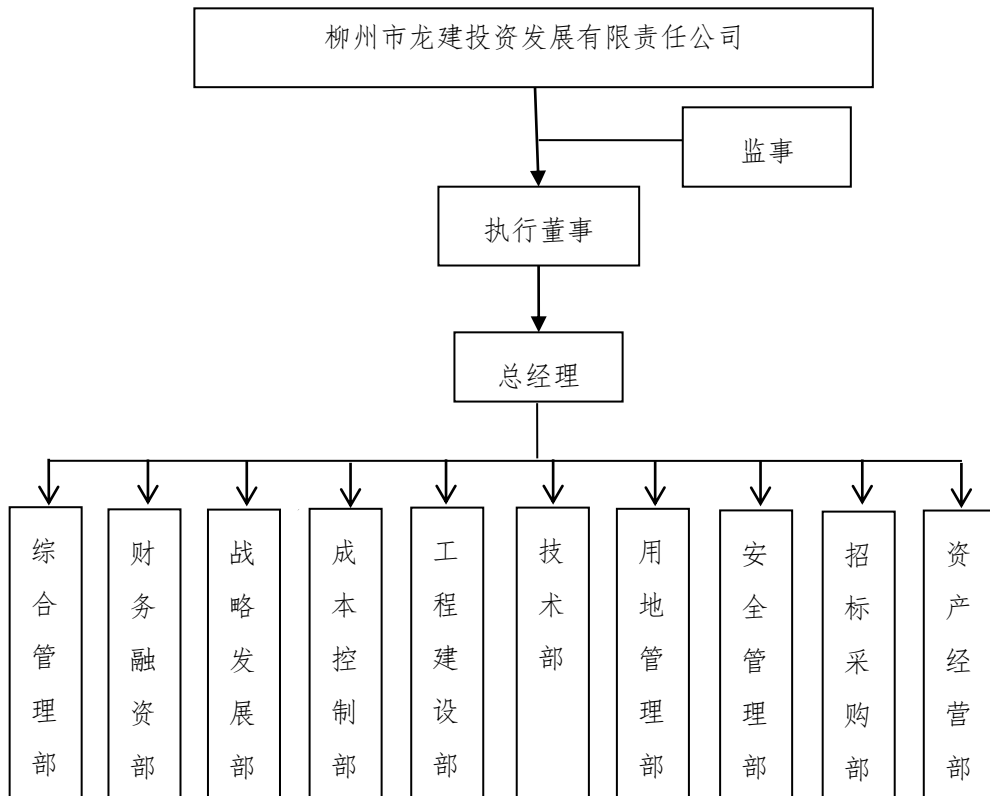 柳州市龙建投资发展有限责任公司
监事
执行董事
总经理
综合管理部
财务融资部
战略发展部
成本控制部
工程建设部
技术部
用地管理部
安全管理部
招标采购部
资产经营部